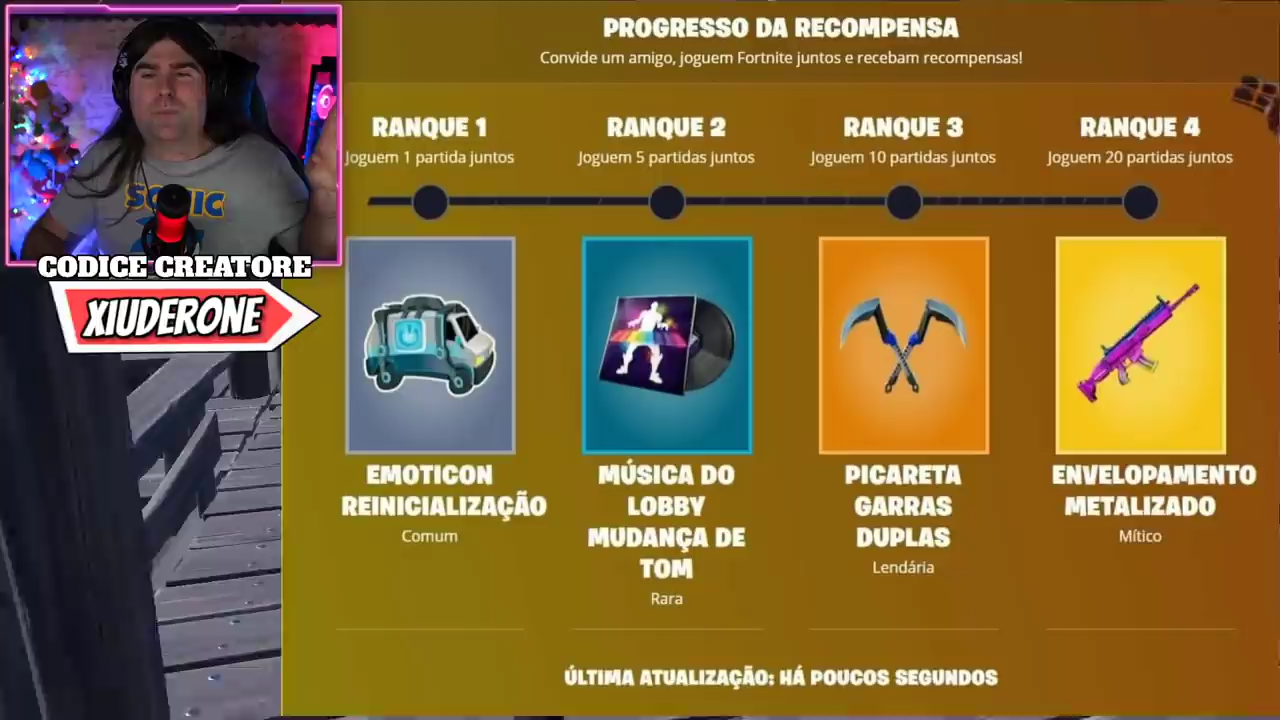 PROGRESSO DA RECOMPENSA
Convide um amigo, joguem Fortnite juntos e recebam recompensas!
RANQUE 1
Joguem 1 partida juntos
RANQUE 2
Joguem 5 partidas juntos
RANQUE 3
Joguem 10 partidas juntos
RANQUE 4
Joguem 20 partidas juntos
SONIC
CODICE CREATORE
XIUDERONE
EMOTICON
REINICIALIZAÇÃO
Comum
MÚSICA DO
LOBBY
MUDANÇA DE
TOM
Rara
PICARETA
GARRAS
DUPLAS
Lendária
ENVELOPAMENTO
METALIZADO
Mítico
ÚLTIMA ATUALIZAÇÃO: HÁ POUCOS SEGUNDOS